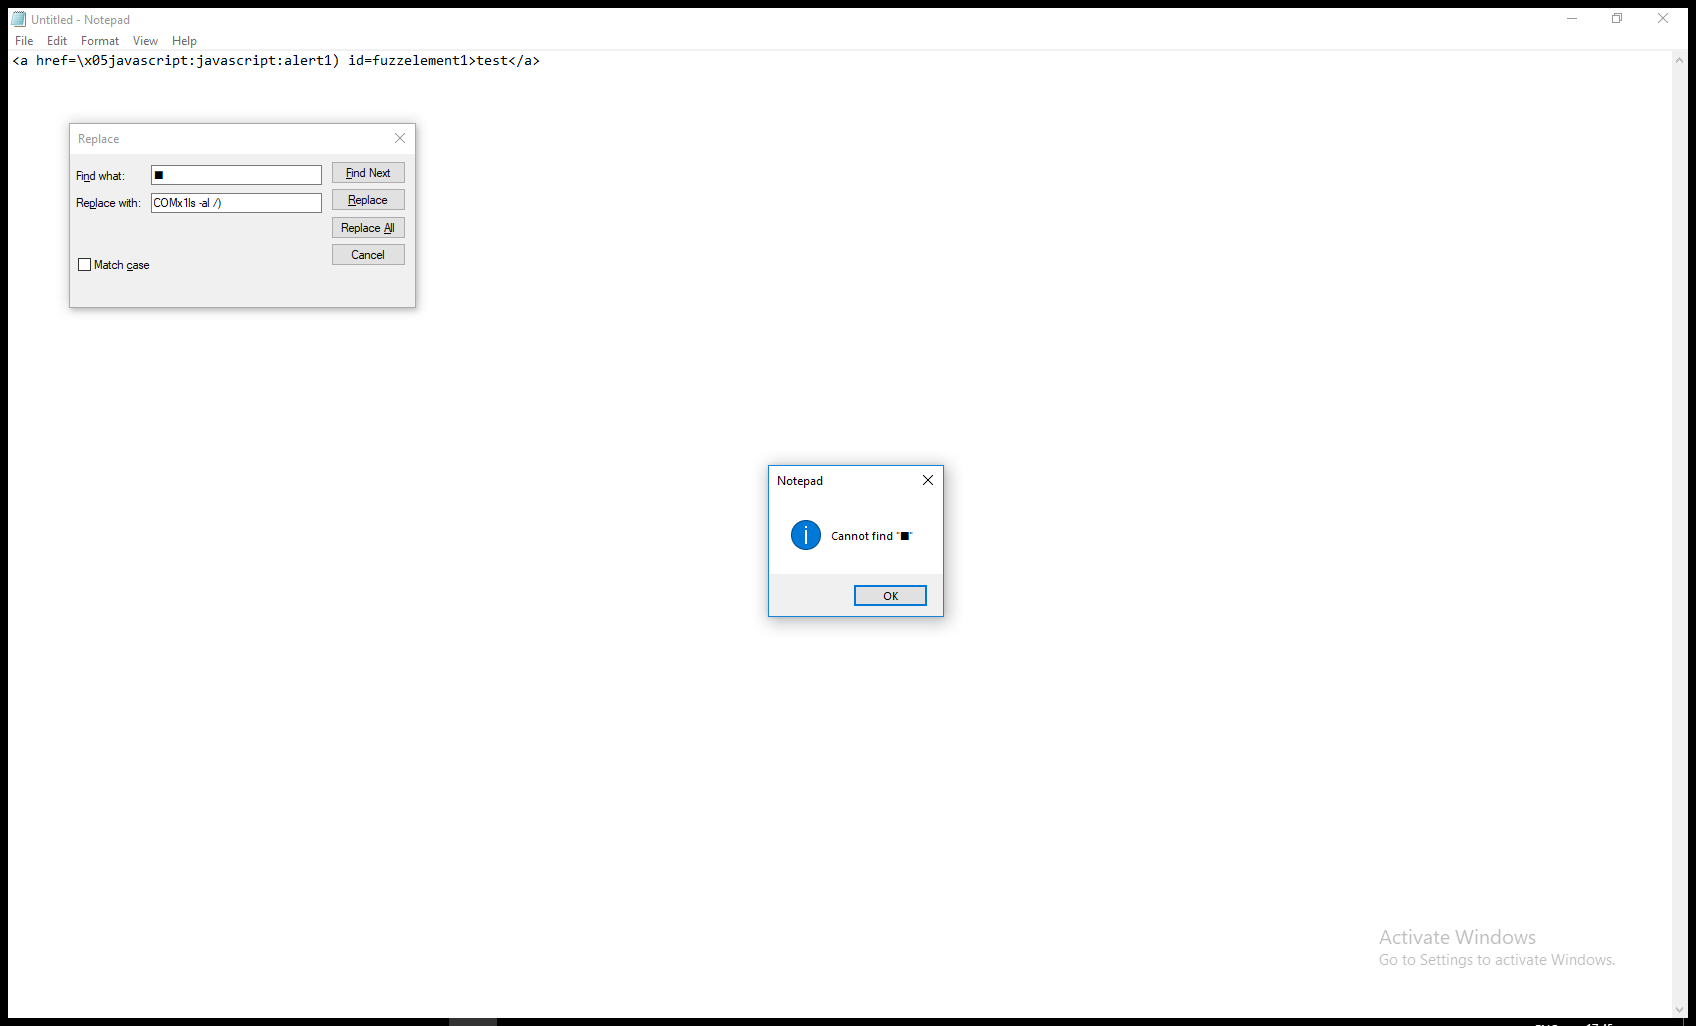 Untitled - Notepad
File Edit Format View Help
<a href=\x05javascript:javascript:alert1) id=fuzzelement1>test</a>
Replace
Find what: ■ Find Next
Replace with: COMx1ls -al /) Replace
Replace All
Cancel
Match case
Notepad
Cannot find "■"
OK
Activate Windows
Go to Settings to activate Windows.